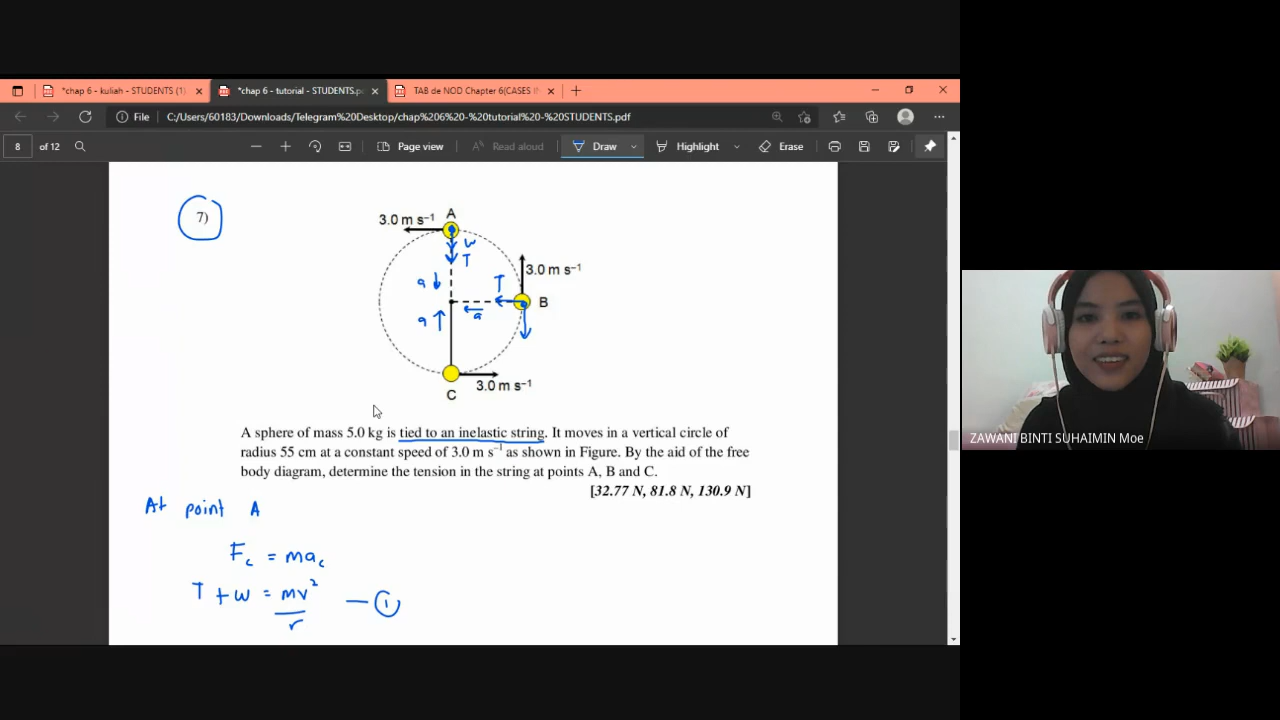 *chap 6 - kuliah - STUDENTS (1).
*chap 6 - tutorial - STUDENTS.p
TAB de NOD Chapter 6(CASES I
File
C:/Users/60183/Downloads/Telegram%20Desktop/chap%206%20-%20tutorial%20-%20STUDENTS.pdf
8 of 12
Page view
Read aloud
Draw
Highlight
Erase
7)
A
3.0 m s⁻¹
W
T
a
T
3.0 m s⁻¹
B
a
a
3.0 m s⁻¹
C
A sphere of mass 5.0 kg is tied to an inelastic string. It moves in a vertical circle of
radius 55 cm at a constant speed of 3.0 m s⁻¹ as shown in Figure. By the aid of the free
body diagram, determine the tension in the string at points A, B and C.
[32.77 N, 81.8 N, 130.9 N]
At point A
Fc = mac
T + W = mv²/r — ①
ZAWANI BINTI SUHAIMIN Moe